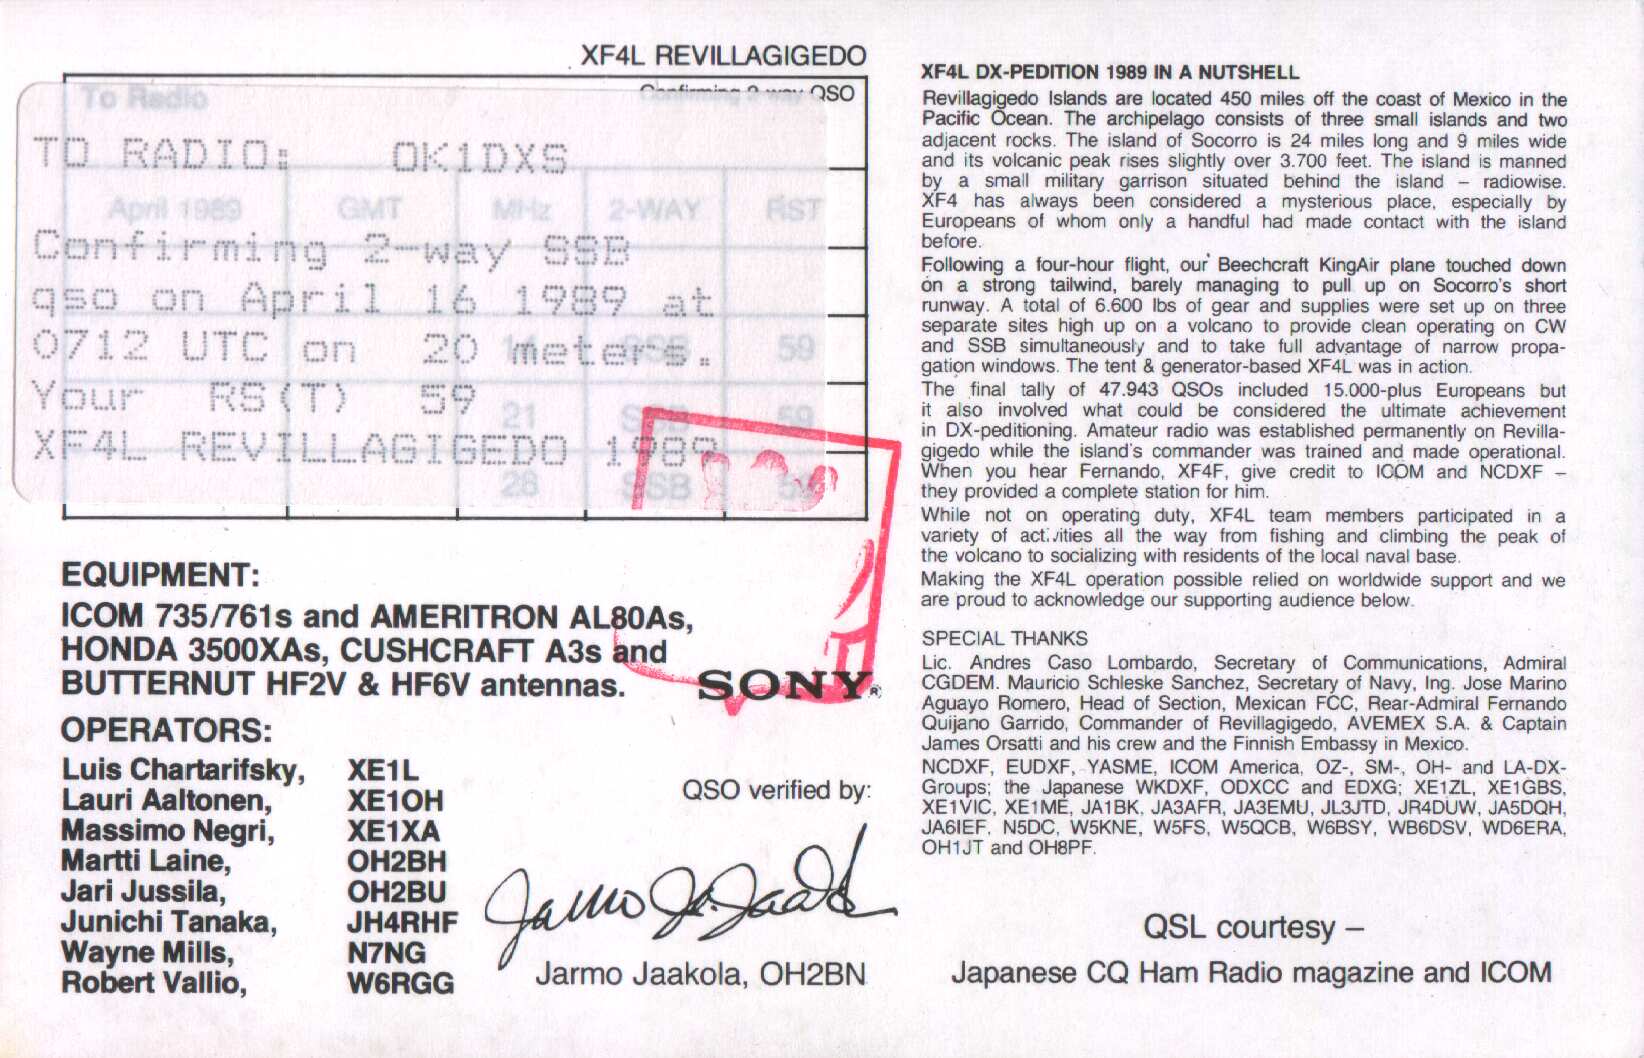 XF4L REVILLAGIGEDO
Confirming 2-way QSO
To Radio
TO RADIO: OK1DXS
April 1989 GMT MHz 2-WAY RST
Confirming 2-way SSB
qso on April 16 1989 at
0712 UTC on 20 meters.
14 SSB 59
Your RS(T) 59
21 SSB 59
XF4L REVILLAGIGEDO 1989
28 SSB 59
EQUIPMENT:
ICOM 735/761s and AMERITRON AL80As,
HONDA 3500XAs, CUSHCRAFT A3s and
BUTTERNUT HF2V & HF6V antennas.
SONY®
OPERATORS:
Luis Chartarifsky, XE1L
Lauri Aaltonen, XE1OH
Massimo Negri, XE1XA
Martti Laine, OH2BH
Jari Jussila, OH2BU
Junichi Tanaka, JH4RHF
Wayne Mills, N7NG
Robert Vallio, W6RGG
QSO verified by:
Jarmo J. Jaakola
Jarmo Jaakola, OH2BN
XF4L DX-PEDITION 1989 IN A NUTSHELL
Revillagigedo Islands are located 450 miles off the coast of Mexico in the
Pacific Ocean. The archipelago consists of three small islands and two
adjacent rocks. The island of Socorro is 24 miles long and 9 miles wide
and its volcanic peak rises slightly over 3.700 feet. The island is manned
by a small military garrison situated behind the island – radiowise.
XF4 has always been considered a mysterious place, especially by
Europeans of whom only a handful had made contact with the island
before.
Following a four-hour flight, our Beechcraft KingAir plane touched down
on a strong tailwind, barely managing to pull up on Socorro's short
runway. A total of 6.600 lbs of gear and supplies were set up on three
separate sites high up on a volcano to provide clean operating on CW
and SSB simultaneously and to take full advantage of narrow propa-
gation windows. The tent & generator-based XF4L was in action.
The final tally of 47.943 QSOs included 15.000-plus Europeans but
it also involved what could be considered the ultimate achievement
in DX-peditioning. Amateur radio was established permanently on Revilla-
gigedo while the island's commander was trained and made operational.
When you hear Fernando, XF4F, give credit to ICOM and NCDXF –
they provided a complete station for him.
While not on operating duty, XF4L team members participated in a
variety of activities all the way from fishing and climbing the peak of
the volcano to socializing with residents of the local naval base.
Making the XF4L operation possible relied on worldwide support and we
are proud to acknowledge our supporting audience below.
SPECIAL THANKS
Lic. Andres Caso Lombardo, Secretary of Communications, Admiral
CGDEM. Mauricio Schleske Sanchez, Secretary of Navy, Ing. Jose Marino
Aguayo Romero, Head of Section, Mexican FCC, Rear-Admiral Fernando
Quijano Garrido, Commander of Revillagigedo, AVEMEX S.A. & Captain
James Orsatti and his crew and the Finnish Embassy in Mexico.
NCDXF, EUDXF, YASME, ICOM America, OZ-, SM-, OH- and LA-DX-
Groups; the Japanese WKDXF, ODXCC and EDXG; XE1ZL, XE1GBS,
XE1VIC, XE1ME, JA1BK, JA3AFR, JA3EMU, JL3JTD, JR4DUW, JA5DQH,
JA6IEF, N5DC, W5KNE, W5FS, W5QCB, W6BSY, WB6DSV, WD6ERA,
OH1JT and OH8PF.
QSL courtesy –
Japanese CQ Ham Radio magazine and ICOM